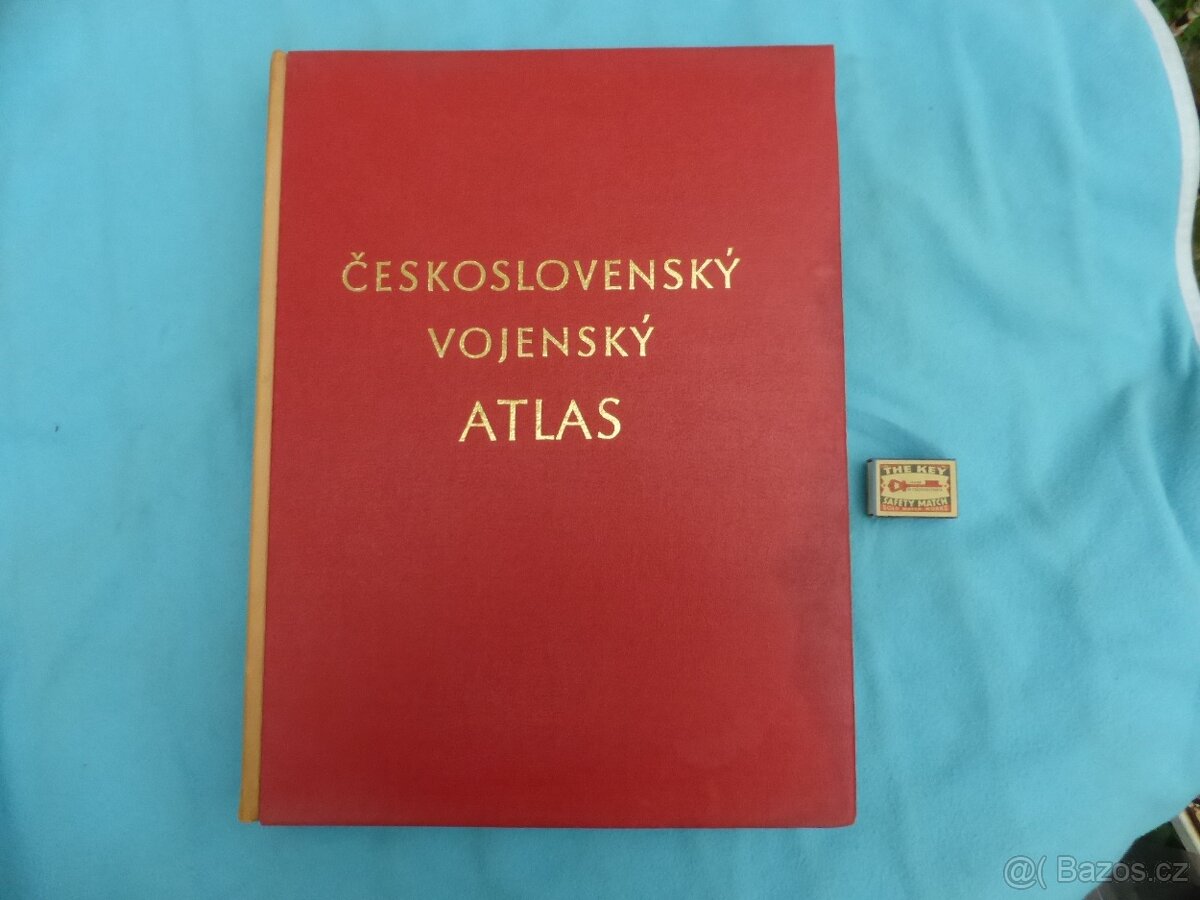 ČESKOSLOVENSKÝ
VOJENSKÝ
ATLAS
THE KEY
SAFETY MATCH
@( Bazos.cz